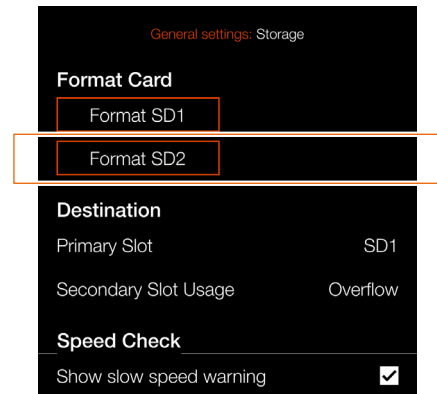 General settings: Storage
Format Card
Format SD1
Format SD2
Destination
Primary Slot SD1
Secondary Slot Usage Overflow
Speed Check
Show slow speed warning